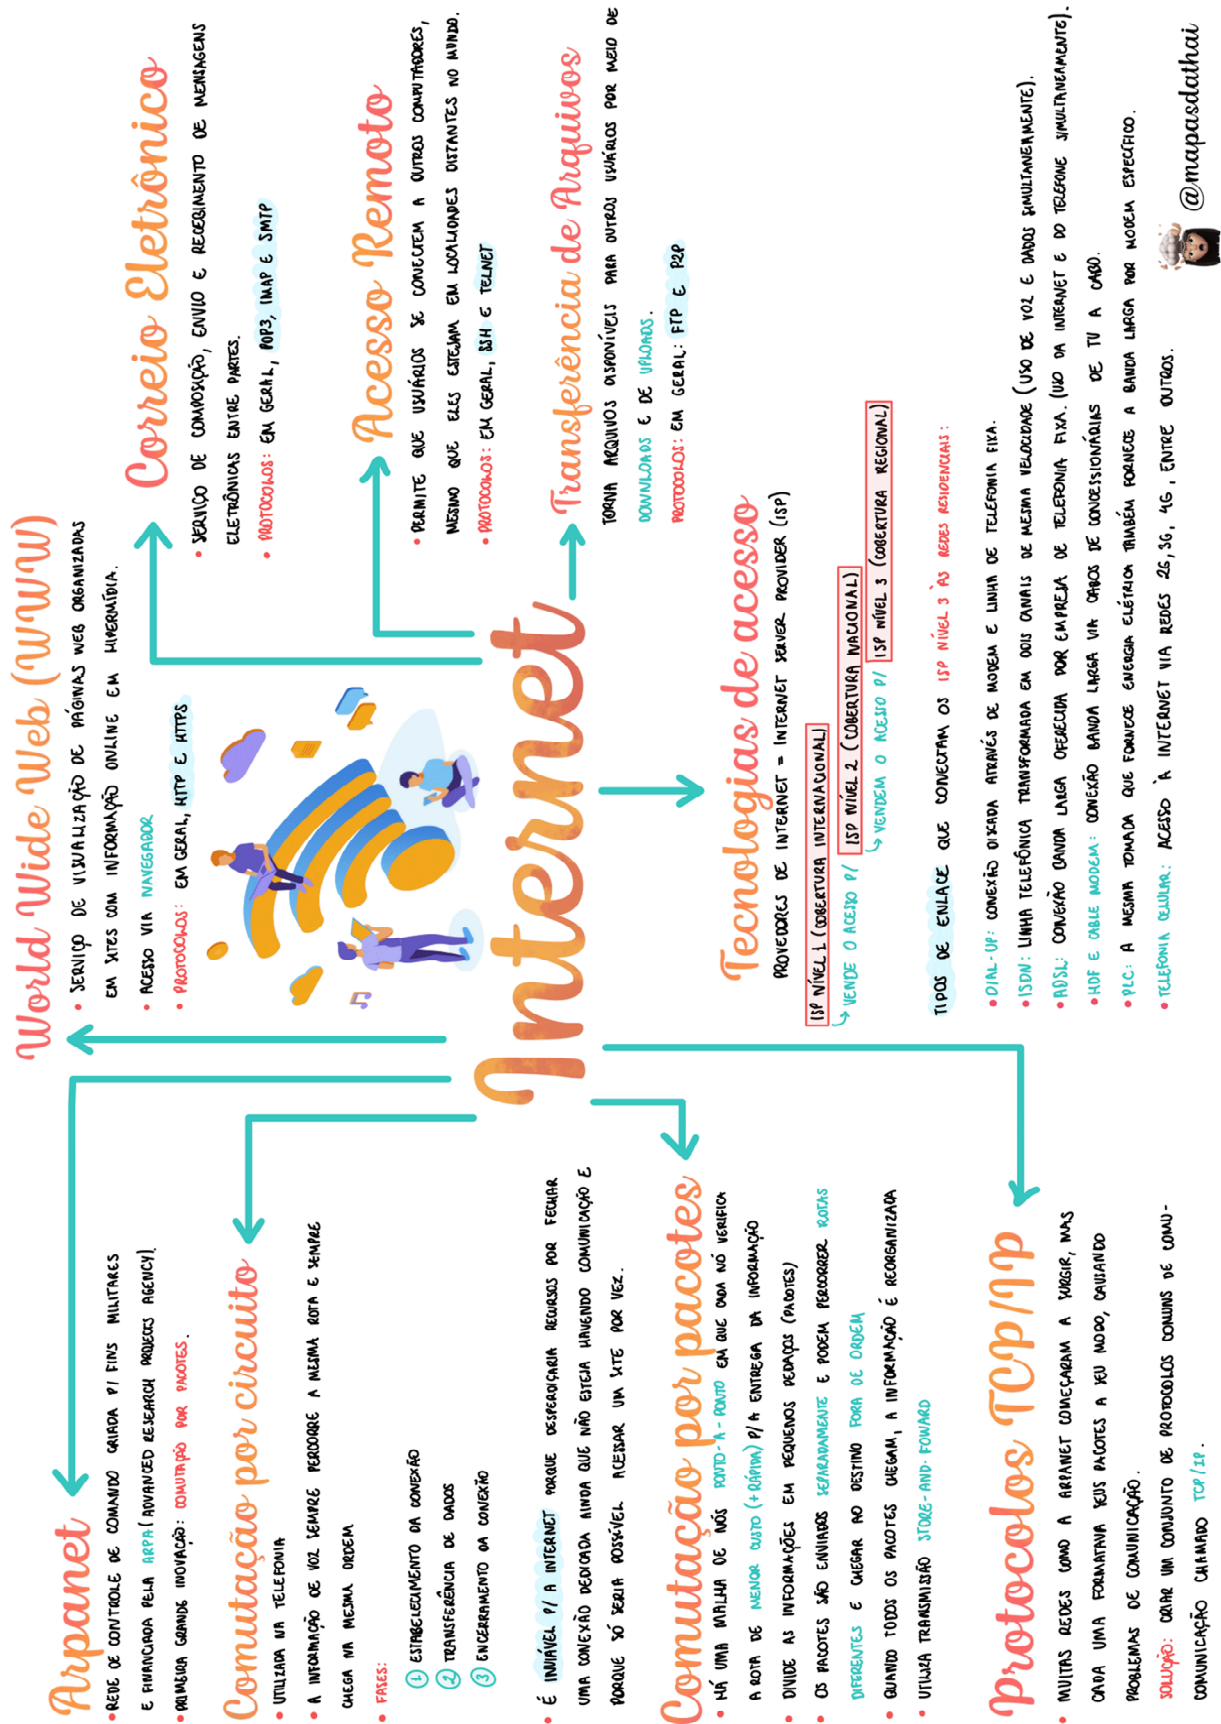 Internet
Arpanet
• REDE DE CONTROLE DE COMANDO CRIADA P/ FINS MILITARES
E FINANCIADA PELA ARPA (ADVANCED RESEARCH PROJECTS AGENCY).
• PRIMEIRA GRANDE INOVAÇÃO: COMUTAÇÃO POR PACOTES.
Comutação por circuito
• UTILIZADA NA TELEFONIA
• A INFORMAÇÃO DE VOZ SEMPRE PERCORRE A MESMA ROTA E SEMPRE
CHEGA NA MESMA ORDEM
• FASES:
1 ESTABELECIMENTO DA CONEXÃO
2 TRANSFERÊNCIA DE DADOS
3 ENCERRAMENTO DA CONEXÃO
• É INVIÁVEL P/ A INTERNET PORQUE DESPERDIÇARIA RECURSOS POR FECHAR
UMA CONEXÃO DEDICADA AINDA QUE NÃO ESTEJA HAVENDO COMUNICAÇÃO E
PORQUE SÓ SERIA POSSÍVEL ACESSAR UM SITE POR VEZ.
Comutação por pacotes
• HÁ UMA MALHA DE NÓS PONTO-A-PONTO EM QUE CADA NÓ VERIFICA
A ROTA DE MENOR CUSTO (+RÁPIDA) P/ A ENTREGA DA INFORMAÇÃO
• DIVIDE AS INFORMAÇÕES EM PEQUENOS PEDAÇOS (PACOTES)
• OS PACOTES SÃO ENVIADOS SEPARADAMENTE E PODEM PERCORRER ROTAS
DIFERENTES E CHEGAR AO DESTINO FORA DE ORDEM
• QUANDO TODOS OS PACOTES CHEGAM, A INFORMAÇÃO É REORGANIZADA
• UTILIZA TRANSMISSÃO STORE-AND-FOWARD
Protocolos TCP/IP
• MUITAS REDES COMO A ARPANET COMEÇARAM A SURGIR, MAS
CADA UMA FORMATAVA SEUS PACOTES A SEU MODO, CAUSANDO
PROBLEMAS DE COMUNICAÇÃO.
SOLUÇÃO: CRIAR UM CONJUNTO DE PROTOCOLOS COMUNS DE COMU-
COMUNICAÇÃO CHAMADO TCP/IP.
World Wide Web (WWW)
• SERVIÇO DE VISUALIZAÇÃO DE PÁGINAS WEB ORGANIZADAS
EM SITES COM INFORMAÇÃO ONLINE EM HIPERMÍDIA.
• ACESSO VIA NAVEGADOR
• PROTOCOLOS: EM GERAL, HTTP E HTTPS
Correio Eletrônico
• SERVIÇO DE COMPOSIÇÃO, ENVIO E RECEBIMENTO DE MENSAGENS
ELETRÔNICAS ENTRE PARTES.
• PROTOCOLOS: EM GERAL, POP3, IMAP E SMTP
Acesso Remoto
• PERMITE QUE USUÁRIOS SE CONECTEM A OUTROS COMPUTADORES,
MESMO QUE ELES ESTEJAM EM LOCALIDADES DISTANTES NO MUNDO.
• PROTOCOLOS: EM GERAL, SSH E TELNET
Transferência de Arquivos
TORNA ARQUIVOS DISPONÍVEIS PARA OUTROS USUÁRIOS POR MEIO DE
DOWNLOADS E DE UPLOADS.
PROTOCOLOS: EM GERAL: FTP E P2P
Tecnologias de acesso
PROVEDORES DE INTERNET = INTERNET SERVER PROVIDER (ISP)
ISP NÍVEL 1 (COBERTURA INTERNACIONAL)
VENDE O ACESSO P/ ISP NÍVEL 2 (COBERTURA NACIONAL)
VENDEM O ACESSO P/ ISP NÍVEL 3 (COBERTURA REGIONAL)
TIPOS DE ENLACE QUE CONECTAM OS ISP NÍVEL 3 ÀS REDES RESIDENCIAIS:
• DIAL-UP: CONEXÃO DISCADA ATRAVÉS DE MODEM E LINHA DE TELEFONIA FIXA.
• ISDN: LINHA TELEFÔNICA TRANSFORMADA EM DOIS CANAIS DE MESMA VELOCIDADE (USO DE VOZ E DADOS SIMULTANEAMENTE).
• ADSL: CONEXÃO BANDA LARGA OFERECIDA POR EMPRESA DE TELEFONIA FIXA. (USO DA INTERNET E DO TELEFONE SIMULTANEAMENTE).
• HDF E CABLE MODEM: CONEXÃO BANDA LARGA VIA CABOS DE CONCESSIONÁRIAS DE TV A CABO.
• PLC: A MESMA TOMADA QUE FORNECE ENERGIA ELÉTRICA TAMBÉM FORNECE A BANDA LARGA POR MODEM ESPECÍFICO.
• TELEFONIA CELULAR: ACESSO À INTERNET VIA REDES 2G, 3G, 4G, ENTRE OUTROS.
@mapasdathai